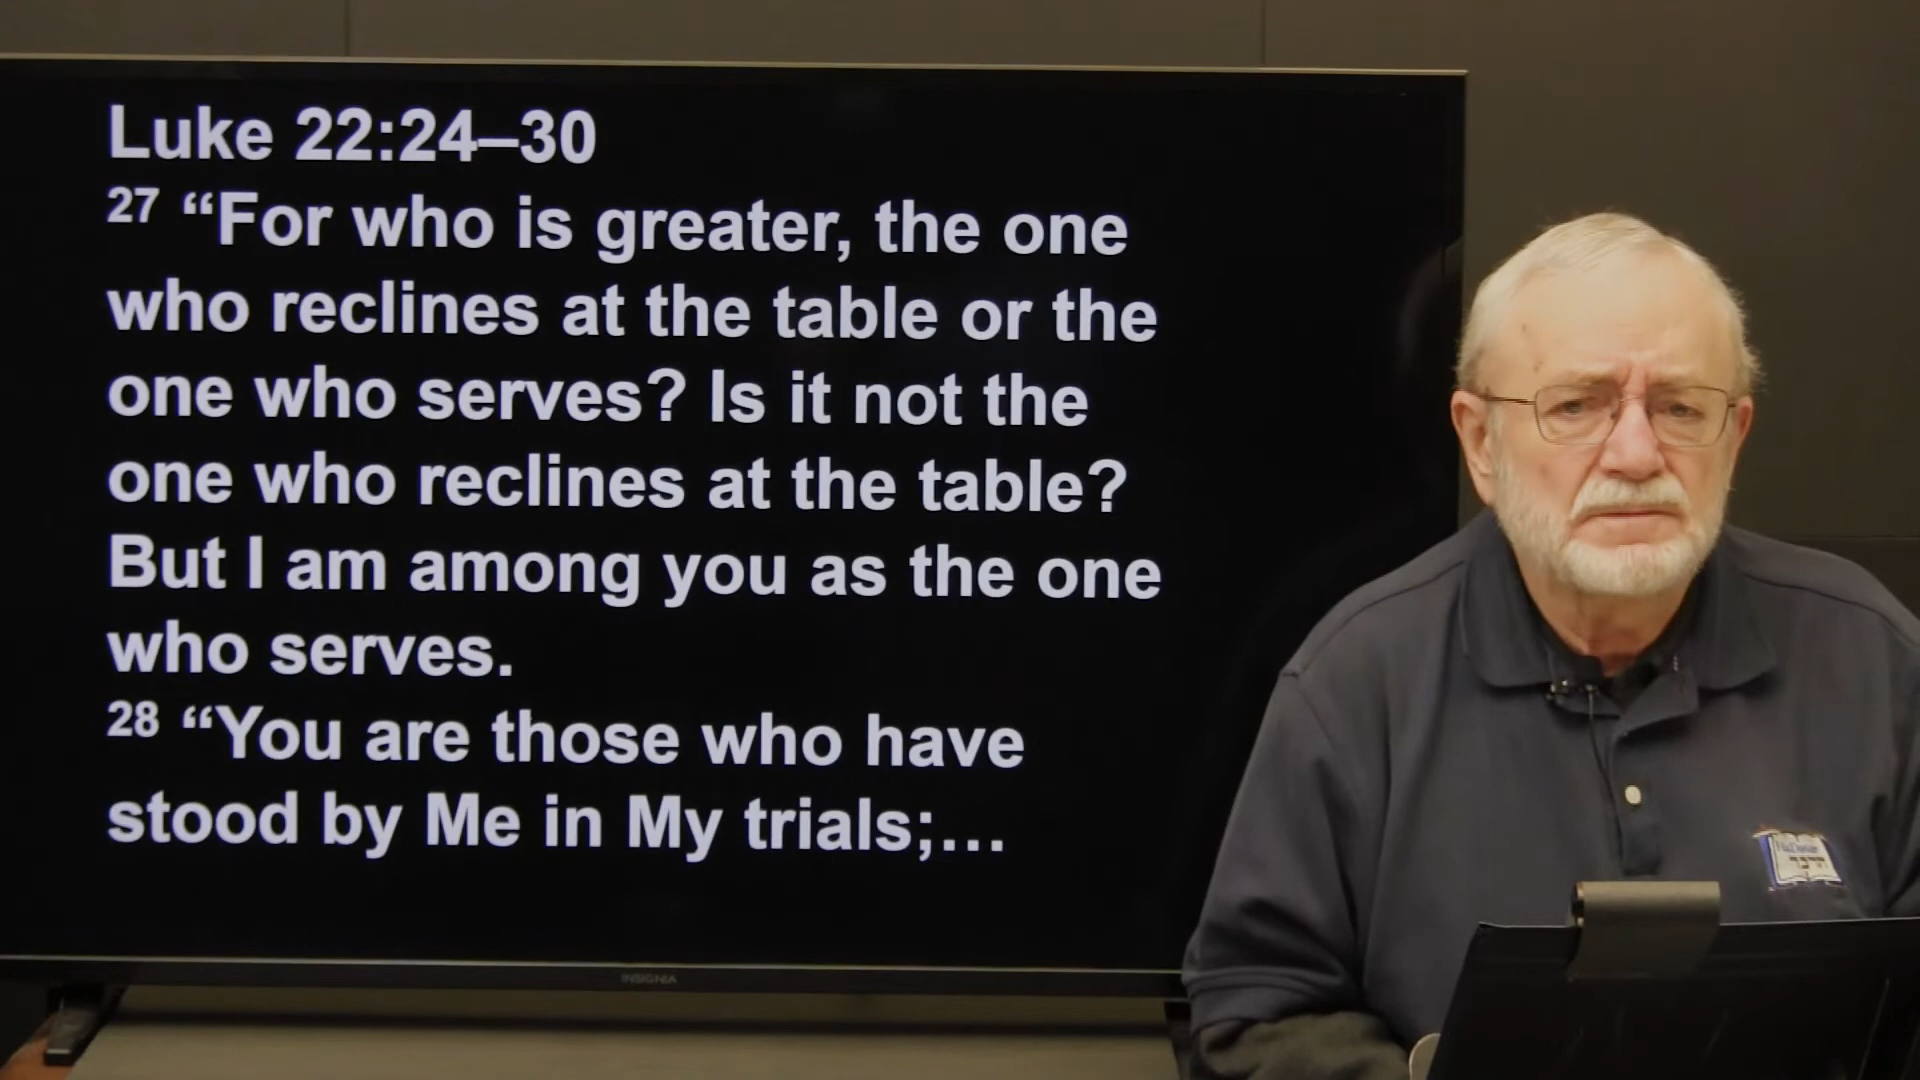 Luke 22:24–30
27 “For who is greater, the one
who reclines at the table or the
one who serves? Is it not the
one who reclines at the table?
But I am among you as the one
who serves.
28 “You are those who have
stood by Me in My trials;…
INSIGNIA